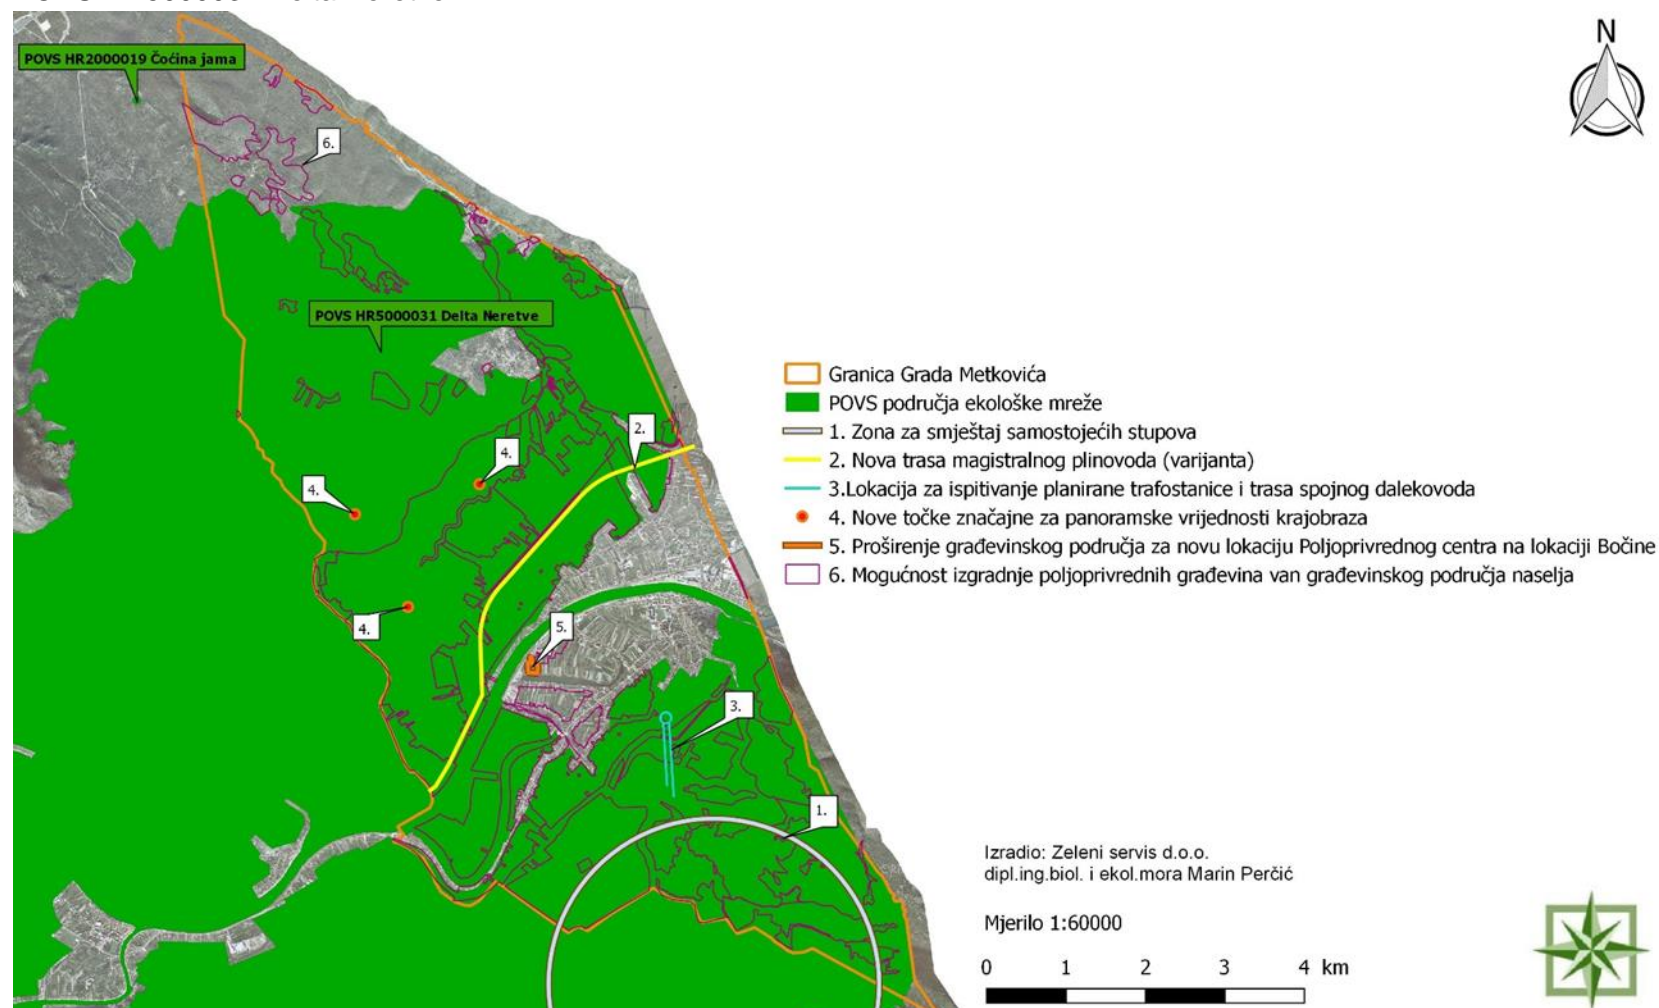 N
POVS HR2000019 Čoćina jama
6.
POVS HR5000031 Delta Neretve
2.
4.
4.
4.
5.
3.
1.
Granica Grada Metkovića
POVS područja ekološke mreže
1. Zona za smještaj samostojećih stupova
2. Nova trasa magistralnog plinovoda (varijanta)
3.Lokacija za ispitivanje planirane trafostanice i trasa spojnog dalekovoda
4. Nove točke značajne za panoramske vrijednosti krajobraza
5. Proširenje građevinskog područja za novu lokaciju Poljoprivrednog centra na lokaciji Bočine
6. Mogućnost izgradnje poljoprivrednih građevina van građevinskog područja naselja
Izradio: Zeleni servis d.o.o.
dipl.ing.biol. i ekol.mora Marin Perčić
Mjerilo 1:60000
0 1 2 3 4 km